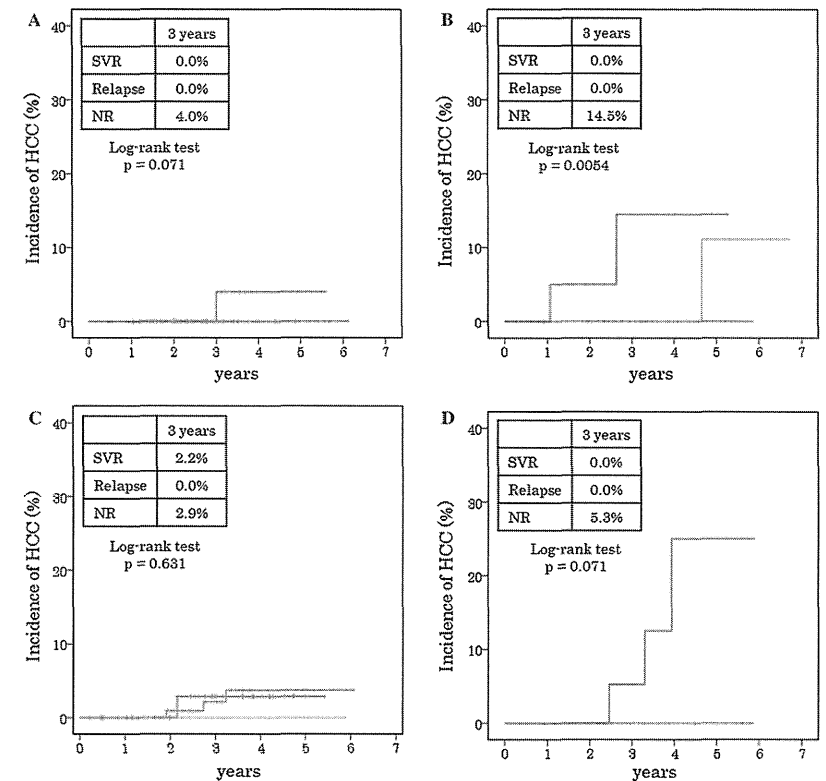 A
3 years
SVR 0.0%
Relapse 0.0%
NR 4.0%
Log-rank test
p = 0.071
Incidence of HCC (%)
40
30
20
10
0
0 1 2 3 4 5 6 7
years
B
3 years
SVR 0.0%
Relapse 0.0%
NR 14.5%
Log-rank test
p = 0.0054
Incidence of HCC (%)
40
30
20
10
0
0 1 2 3 4 5 6 7
years
C
3 years
SVR 2.2%
Relapse 0.0%
NR 2.9%
Log-rank test
p = 0.631
Incidence of HCC (%)
40
30
20
10
0
0 1 2 3 4 5 6 7
years
D
3 years
SVR 0.0%
Relapse 0.0%
NR 5.3%
Log-rank test
p = 0.071
Incidence of HCC (%)
40
30
20
10
0
0 1 2 3 4 5 6 7
years